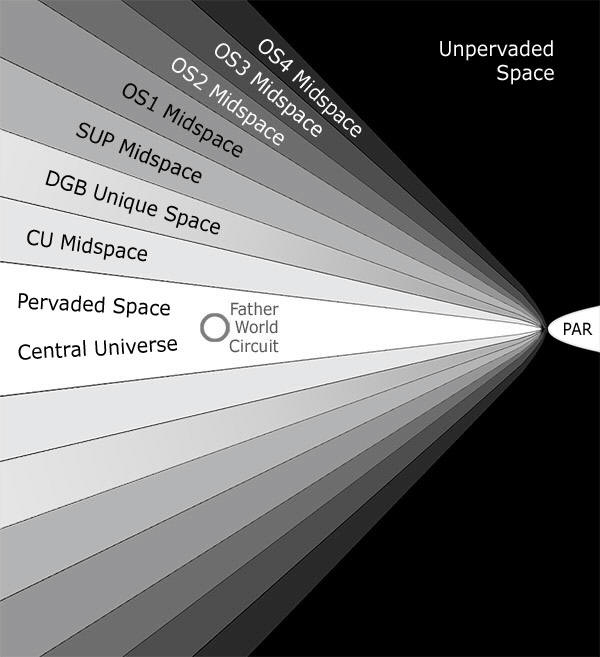 Unpervaded
Space
OS4 Midspace
OS3 Midspace
OS2 Midspace
OS1 Midspace
SUP Midspace
DGB Unique Space
CU Midspace
Pervaded Space
Central Universe
Father
World
Circuit
PAR